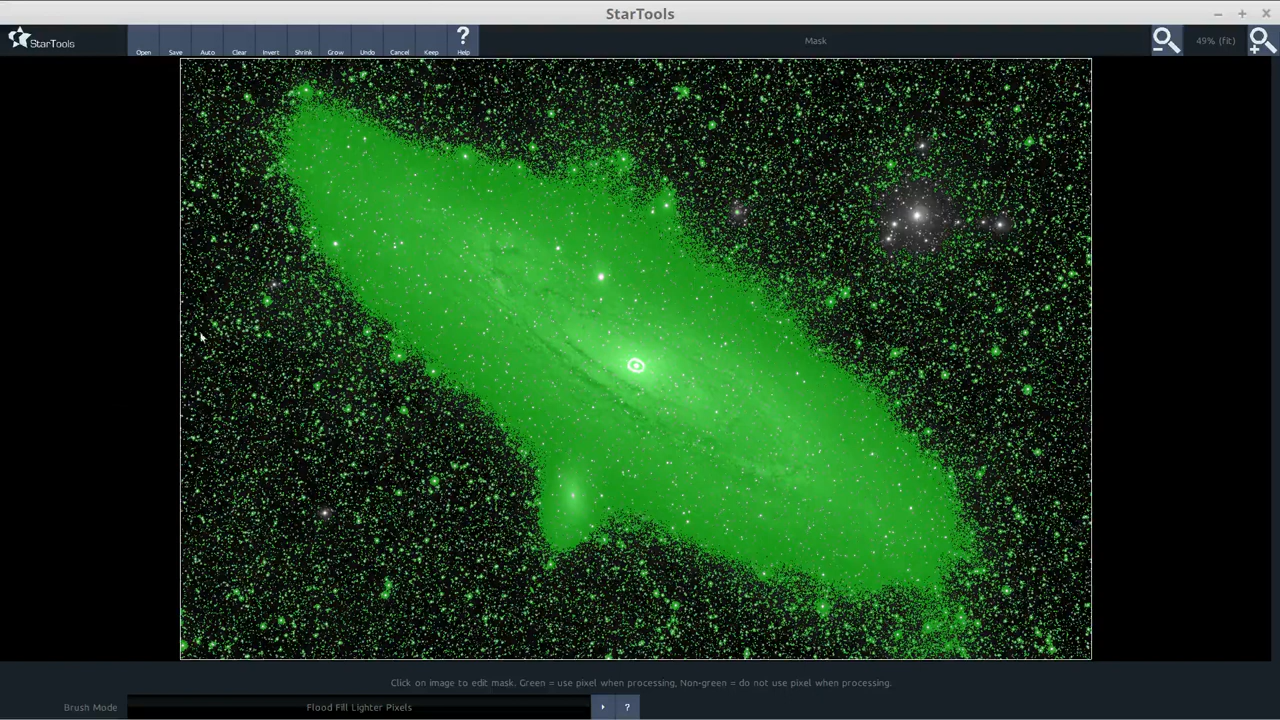 StarTools
StarTools
Open Save Auto Clear Invert Shrink Grow Undo Cancel Keep Help
Mask
49% (fit)
Click on image to edit mask. Green = use pixel when processing, Non-green = do not use pixel when processing.
Brush Mode Flood Fill Lighter Pixels ?